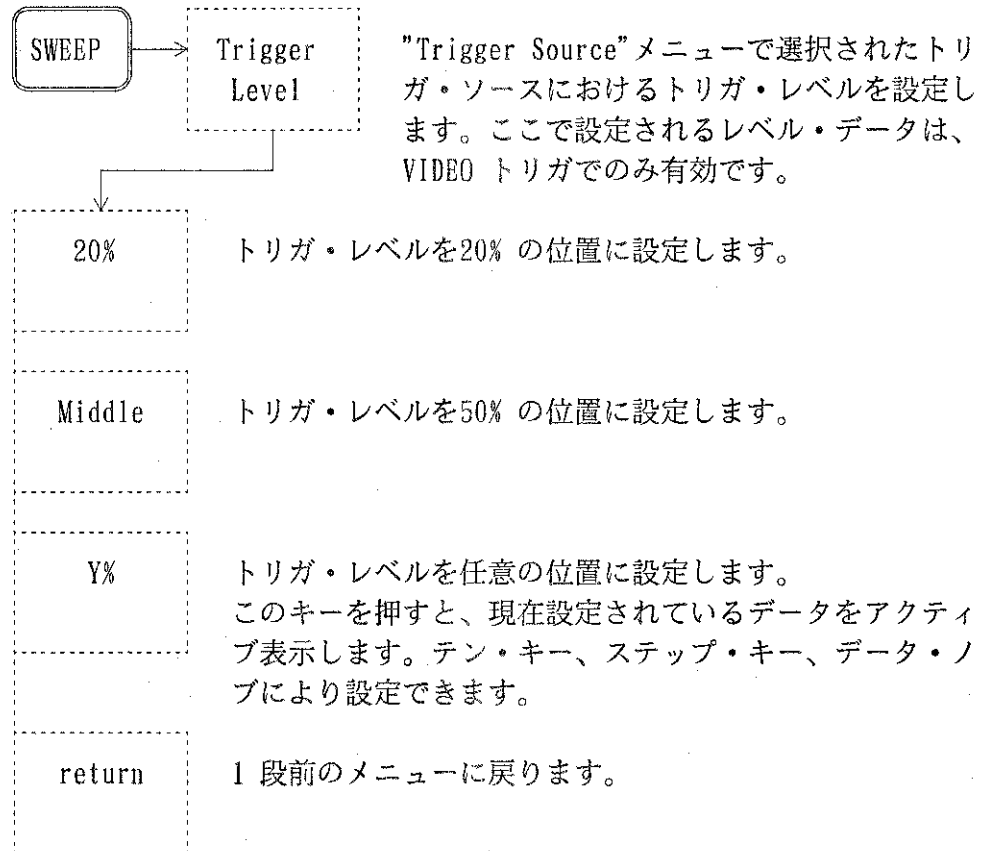 SWEEP
Trigger
Level
"Trigger Source"メニューで選択されたトリ
ガ・ソースにおけるトリガ・レベルを設定し
ます。ここで設定されるレベル・データは、
VIDEO トリガでのみ有効です。
20%
トリガ・レベルを20% の位置に設定します。
Middle
トリガ・レベルを50% の位置に設定します。
Y%
トリガ・レベルを任意の位置に設定します。
このキーを押すと、現在設定されているデータをアクティ
ブ表示します。テン・キー、ステップ・キー、データ・ノ
ブにより設定できます。
return
1 段前のメニューに戻ります。